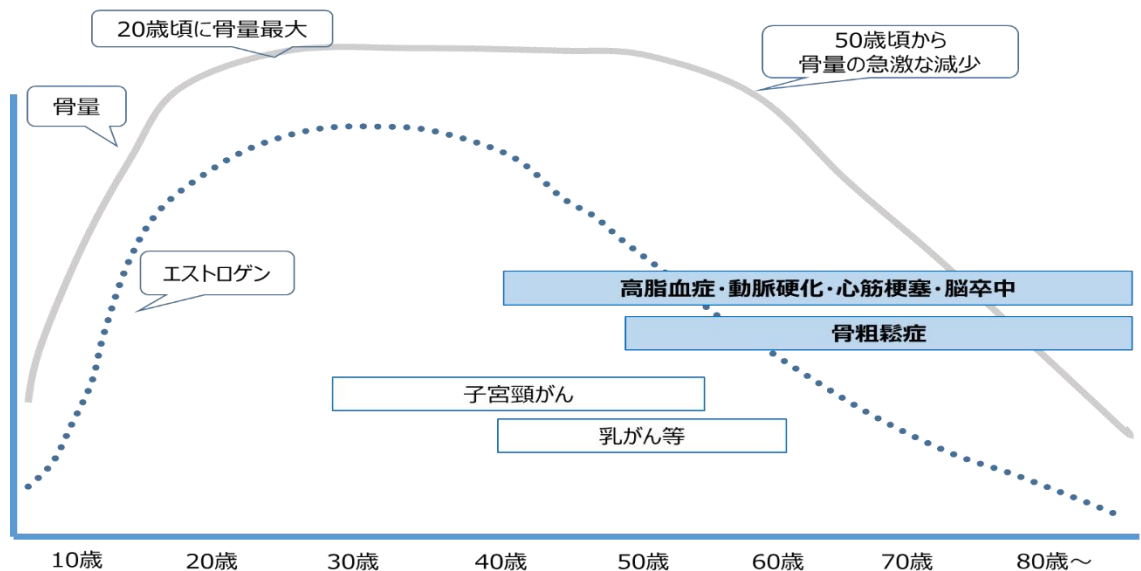 20歳頃に骨量最大
50歳頃から
骨量の急激な減少
骨量
エストロゲン
高脂血症・動脈硬化・心筋梗塞・脳卒中
骨粗鬆症
子宮頸がん
乳がん等
10歳
20歳
30歳
40歳
50歳
60歳
70歳
80歳～